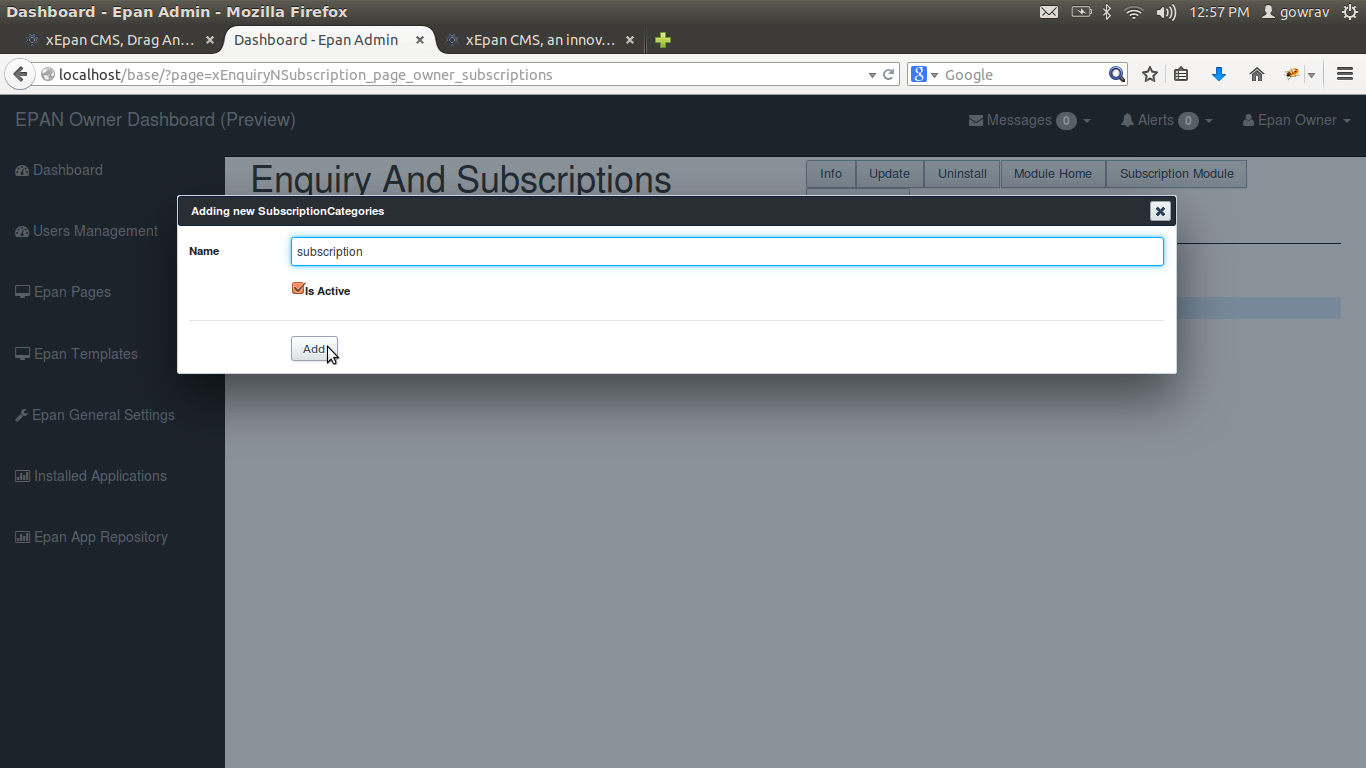 Dashboard - Epan Admin - Mozilla Firefox
12:57 PM gowrav
xEpan CMS, Drag An...
Dashboard - Epan Admin
xEpan CMS, an innov...
localhost/base/?page=xEnquiryNSubscription_page_owner_subscriptions
Google
EPAN Owner Dashboard (Preview)
Messages 0
Alerts 0
Epan Owner
Dashboard
Users Management
Epan Pages
Epan Templates
Epan General Settings
Installed Applications
Epan App Repository
Enquiry And Subscriptions
Info
Update
Uninstall
Module Home
Subscription Module
Adding new SubscriptionCategories
Name
subscription
Is Active
Add